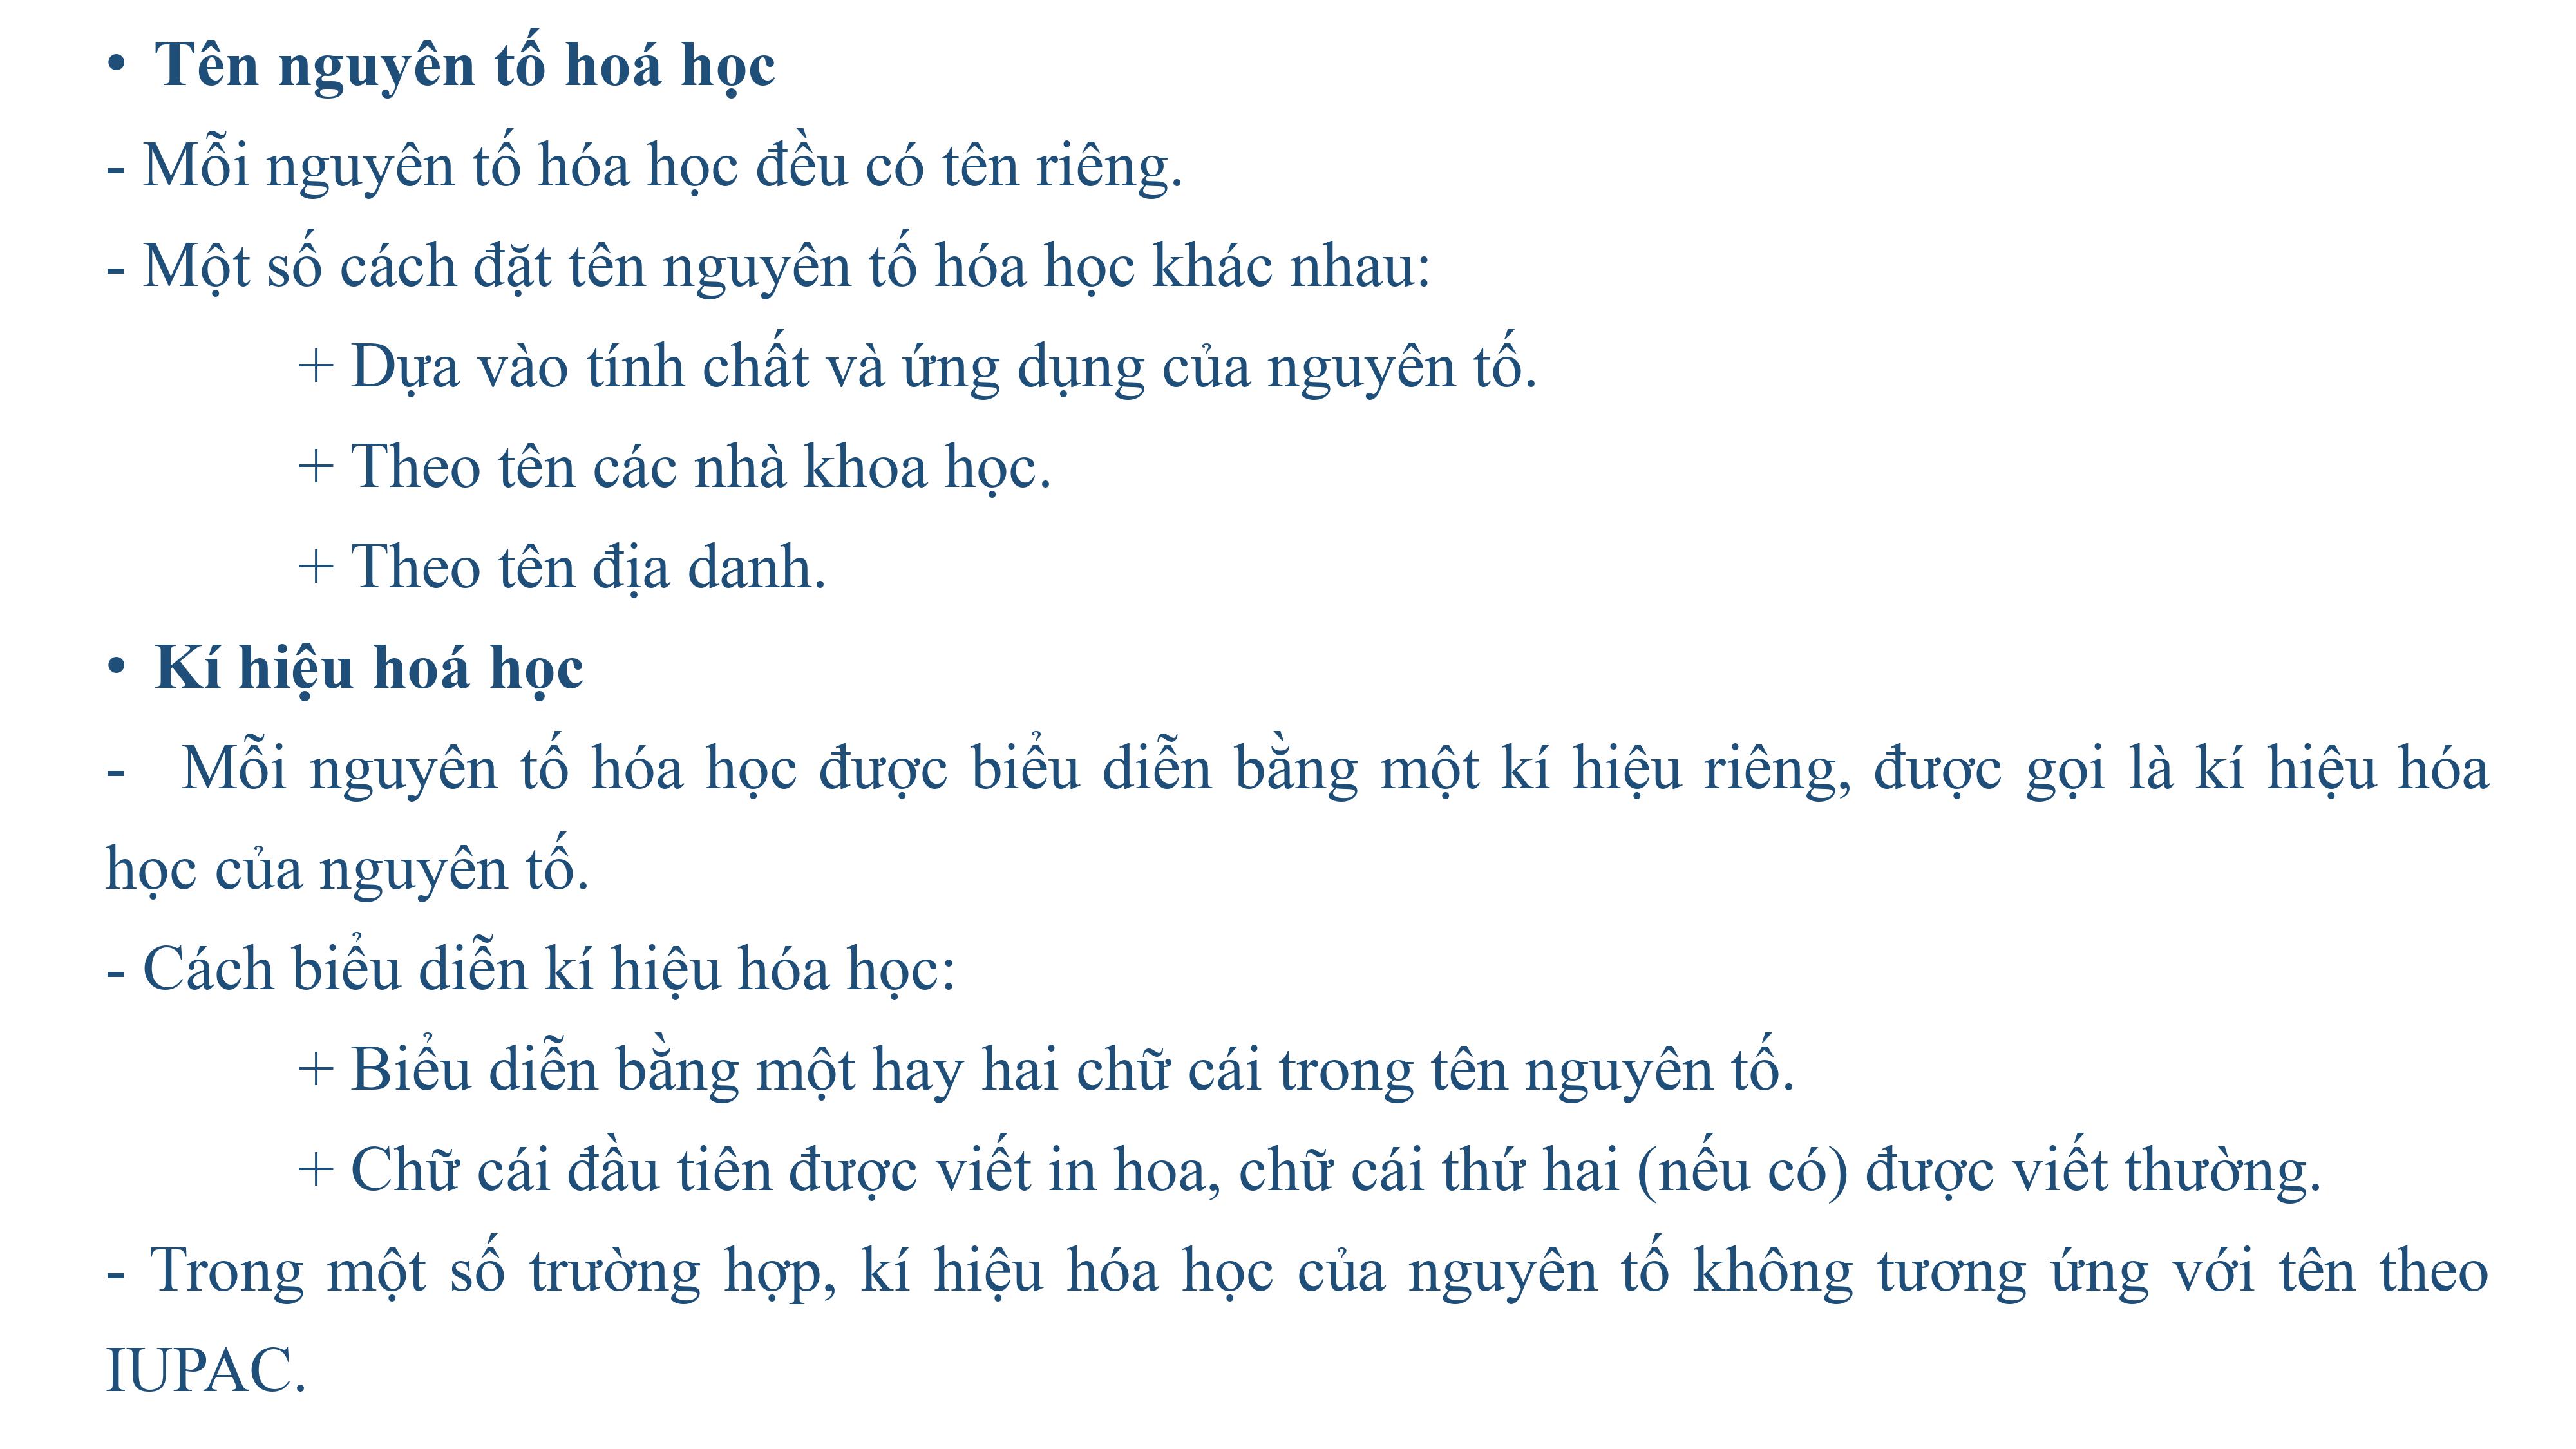 • Tên nguyên tố hoá học
- Mỗi nguyên tố hóa học đều có tên riêng.
- Một số cách đặt tên nguyên tố hóa học khác nhau:
+ Dựa vào tính chất và ứng dụng của nguyên tố.
+ Theo tên các nhà khoa học.
+ Theo tên địa danh.
• Kí hiệu hoá học
- Mỗi nguyên tố hóa học được biểu diễn bằng một kí hiệu riêng, được gọi là kí hiệu hóa
học của nguyên tố.
- Cách biểu diễn kí hiệu hóa học:
+ Biểu diễn bằng một hay hai chữ cái trong tên nguyên tố.
+ Chữ cái đầu tiên được viết in hoa, chữ cái thứ hai (nếu có) được viết thường.
- Trong một số trường hợp, kí hiệu hóa học của nguyên tố không tương ứng với tên theo
IUPAC.